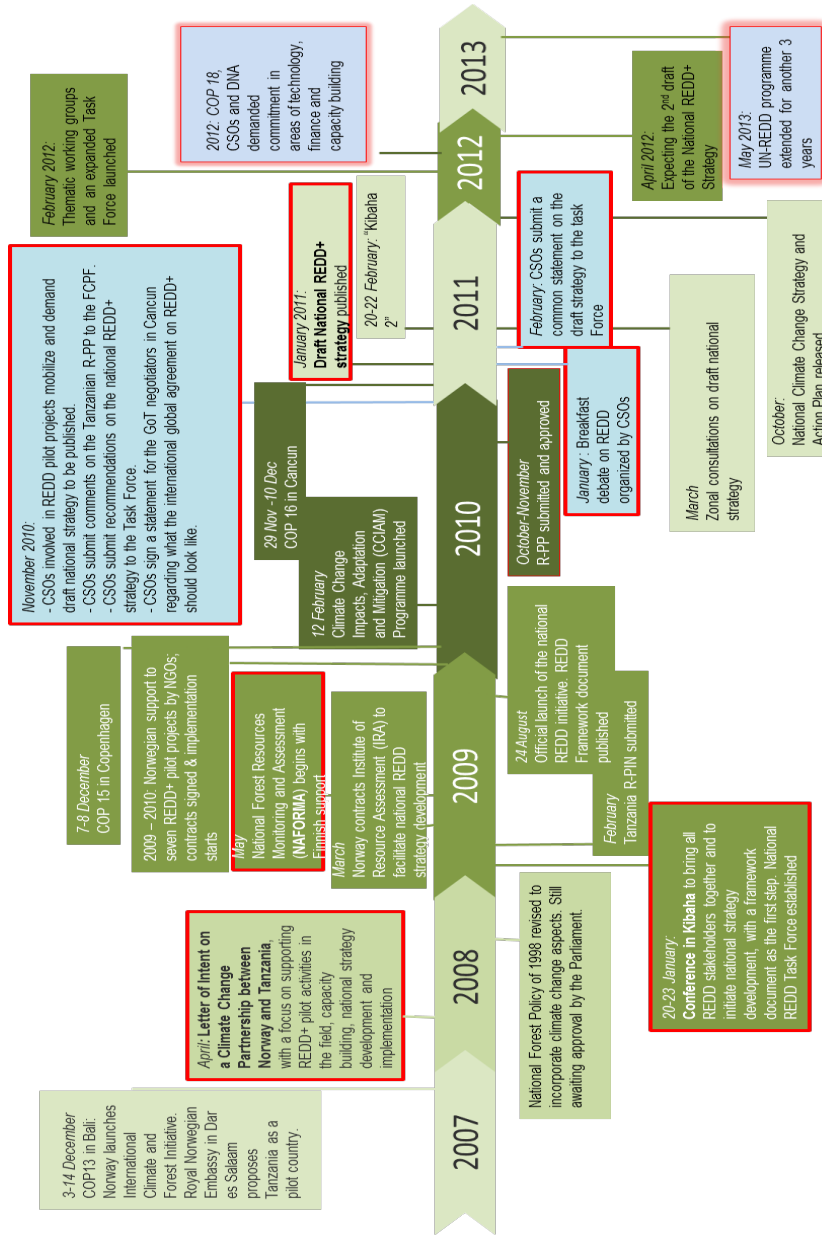 3-14 December
COP13 in Bali:
Norway launches
International
Climate and
Forest Initiative.
Royal Norwegian
Embassy in Dar
es Salaam
proposes
Tanzania as a
pilot country.
April: Letter of Intent on
a Climate Change
Partnership between
Norway and Tanzania,
with a focus on supporting
REDD+ pilot activities in
the field, capacity
building, national strategy
development and
implementation
7-8 December
COP 15 in Copenhagen
2009 – 2010: Norwegian support to
seven REDD+ pilot projects by NGOs;
contracts signed & implementation
starts
May
National Forest Resources
Monitoring and Assessment
(NAFORMA) begins with
Finnish support
March
Norway contracts Institute of
Resource Assessment (IRA) to
facilitate national REDD
strategy development
November 2010:
- CSOs involved in REDD pilot projects mobilize and demand
draft national strategy to be published.
- CSOs submit comments on the Tanzanian R-PP to the FCPF.
- CSOs submit recommendations on the national REDD+
strategy to the Task Force.
- CSOs sign a statement for the GoT negotiators in Cancun
regarding what the international global agreement on REDD+
should look like.
29 Nov -10 Dec
COP 16 in Cancun
12 February
Climate Change
Impacts, Adaptation
and Mitigation (CCIAM)
Programme launched
January 2011:
Draft National REDD+
strategy published
20-22 February: “Kibaha
2”
February 2012:
Thematic working groups
and an expanded Task
Force launched
2012: COP 18,
CSOs and DNA
demanded
commitment in
areas of technology,
finance and
capacity building
2007
2008
2009
2010
2011
2012
2013
National Forest Policy of 1998 revised to
incorporate climate change aspects. Still
awaiting approval by the Parliament.
20-23 January:
Conference in Kibaha to bring all
REDD stakeholders together and to
initiate national strategy
development, with a framework
document as the first step. National
REDD Task Force established
February
Tanzania R-PIN submitted
24 August
Official launch of the national
REDD initiative. REDD
Framework document
published
October-November
R-PP submitted and approved
January : Breakfast
debate on REDD
organized by CSOs
February: CSOs submit a
common statement on the
draft strategy to the task
Force
March
Zonal consultations on draft national
strategy
October:
National Climate Change Strategy and
Action Plan released
April 2012:
Expecting the 2nd draft
of the National REDD+
Strategy
May 2013:
UN-REDD programme
extended for another 3
years